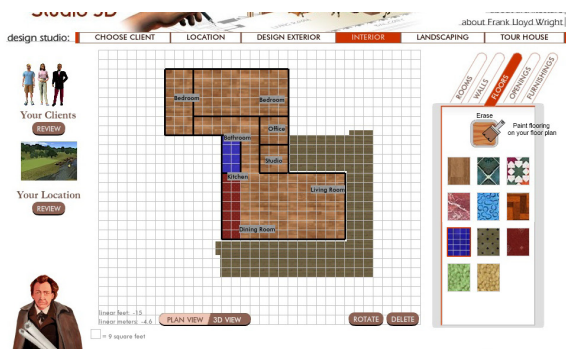 Studio 3D
about Frank Lloyd Wright
design studio:
CHOOSE CLIENT
LOCATION
DESIGN EXTERIOR
INTERIOR
LANDSCAPING
TOUR HOUSE
Your Clients
REVIEW
Your Location
REVIEW
Bedroom
Bedroom
Office
Bathroom
Studio
Kitchen
Living Room
Dining Room
ROOMS
WALLS
FLOORS
OPENINGS
FURNISHINGS
Erase
Paint flooring
on your floor plan
linear feet: -15
linear meters: -4.6
PLAN VIEW / 3D VIEW
ROTATE
DELETE
= 9 square feet